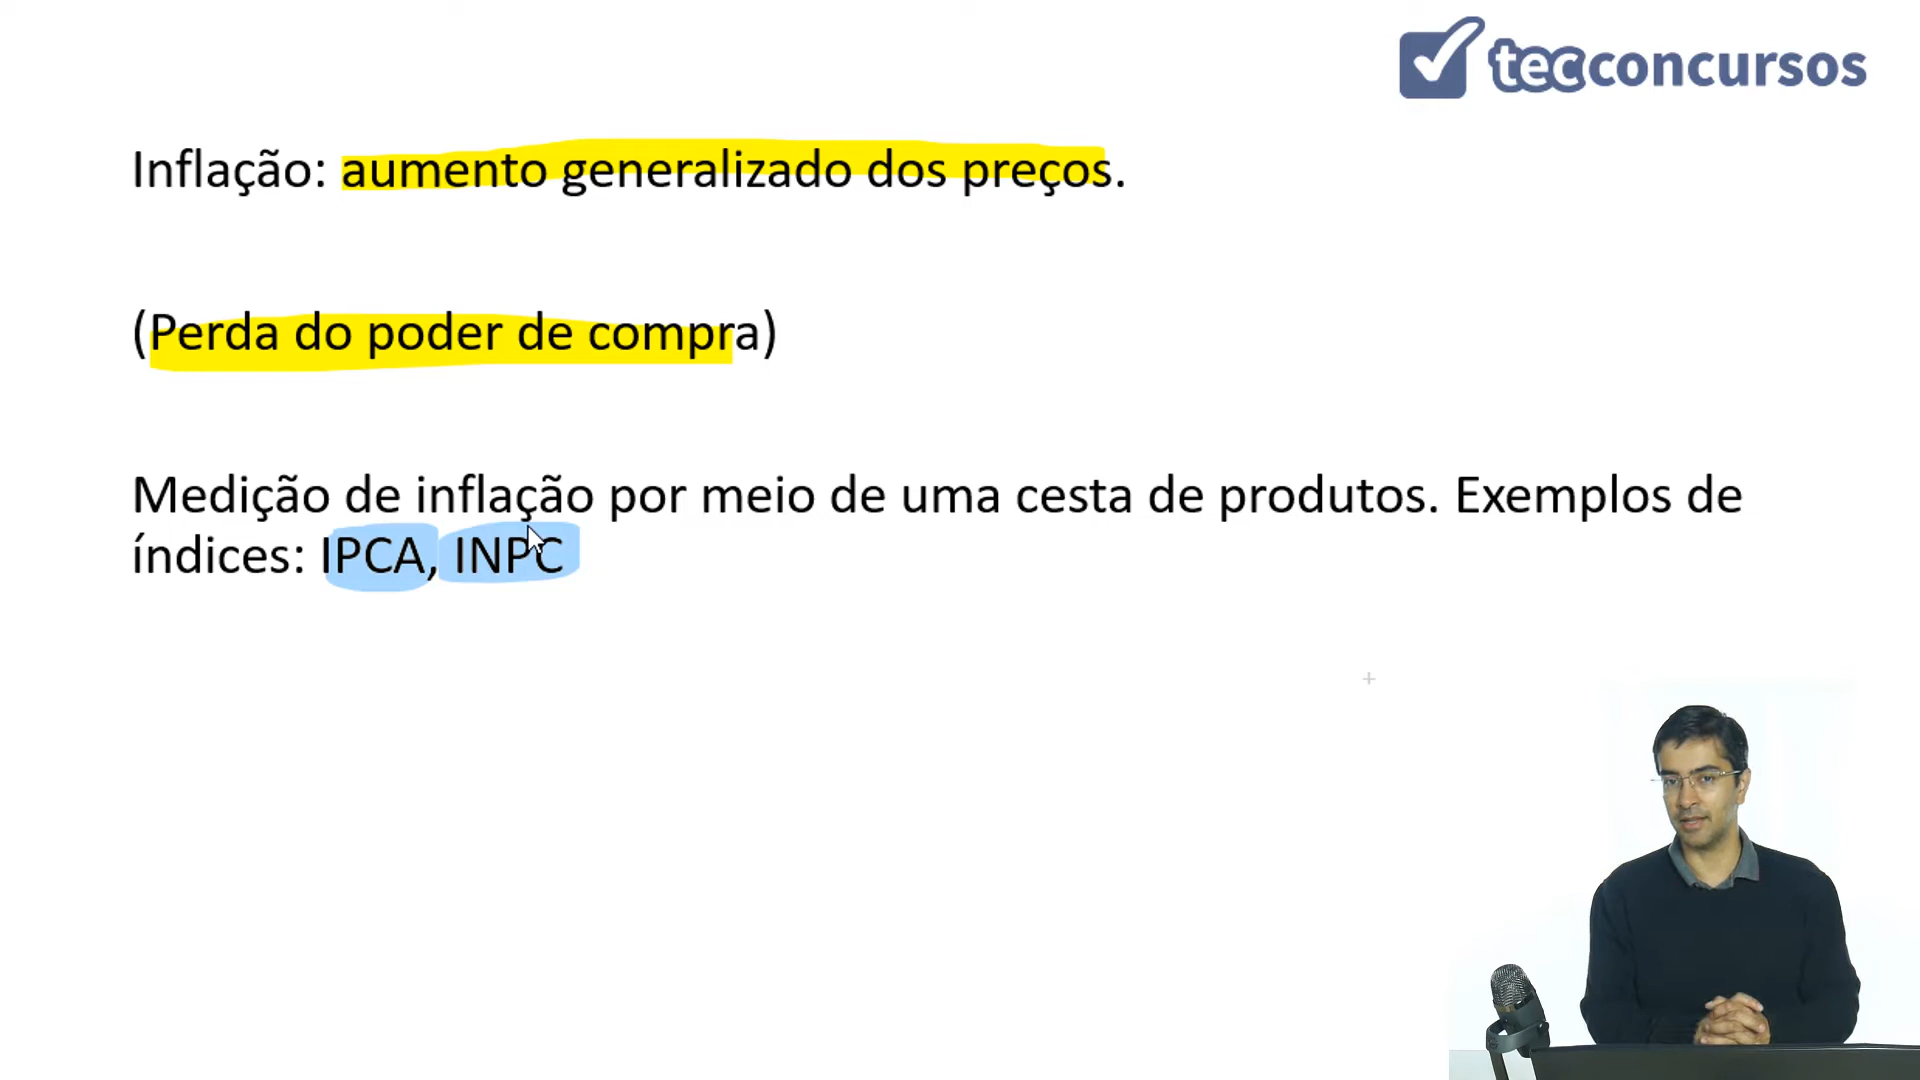 tecconcursos
Inflação: aumento generalizado dos preços.
(Perda do poder de compra)
Medição de inflação por meio de uma cesta de produtos. Exemplos de
índices: IPCA, INPC